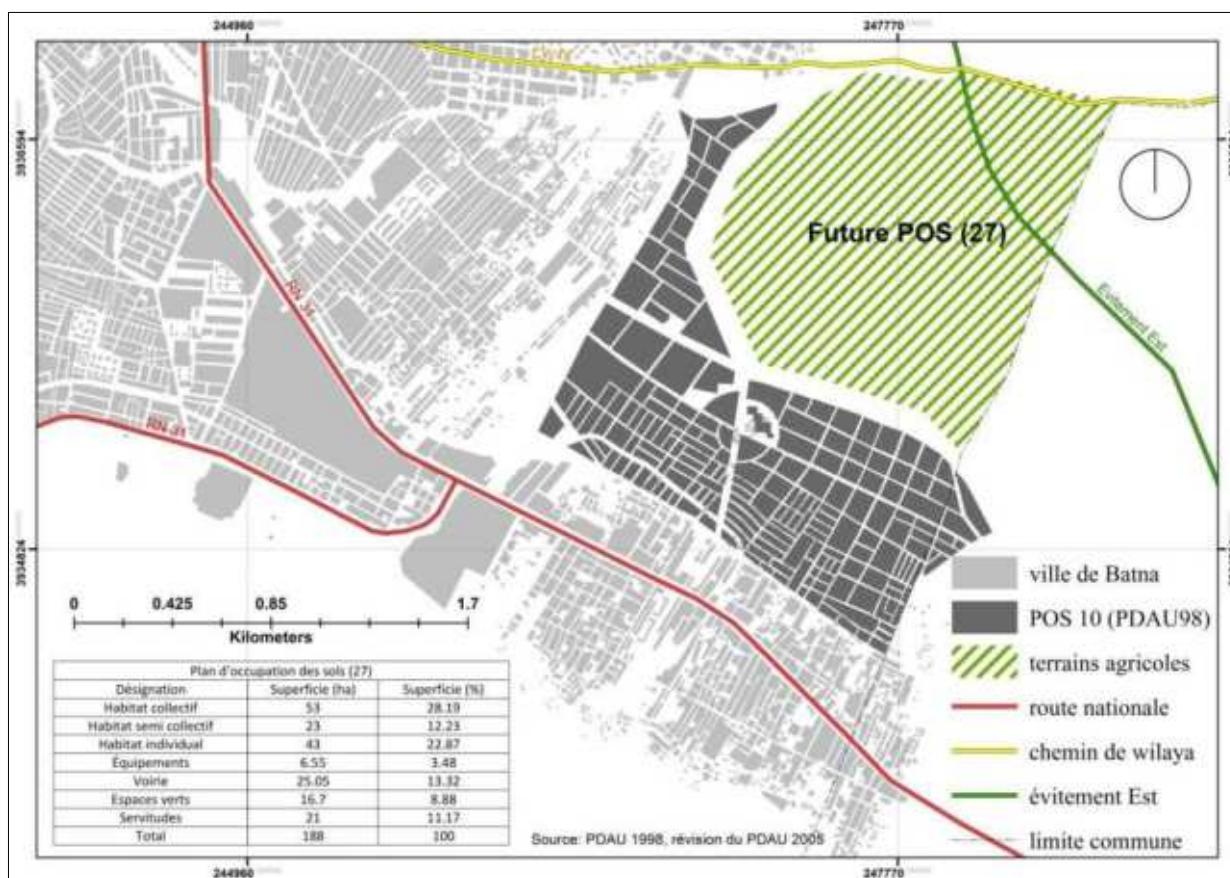 244960
247770
3936594
Future POS (27)
RN 31
Evitement Est
RN 31
3934824
0 0.425 0.85 1.7
Kilometers
Plan d'occupation des sols (27)
Désignation Superficie (ha) Superficie (%)
Habitat collectif 53 28.19
Habitat semi collectif 23 12.23
Habitat individual 43 22.87
Equipements 6.55 3.48
Voirie 25.05 13.32
Espaces verts 16.7 8.88
Servitudes 21 11.17
Total 188 100
Source: PDAU 1998, révision du PDAU 2005
ville de Batna
POS 10 (PDAU98)
terrains agricoles
route nationale
chemin de wilaya
évitement Est
limite commune
244960
247770